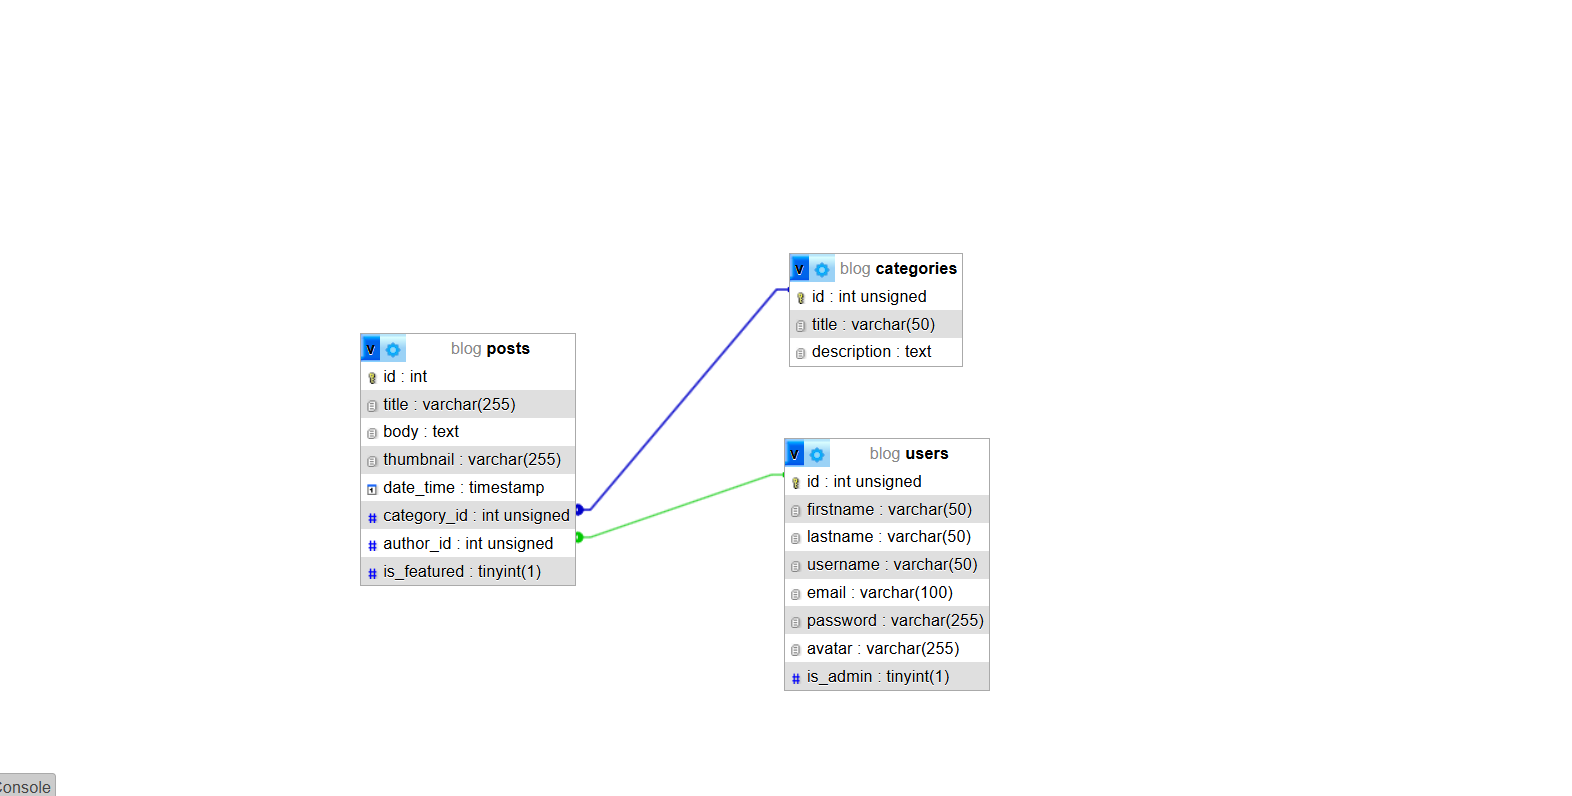 v blog categories
id : int unsigned
title : varchar(50)
description : text
v blog posts
id : int
title : varchar(255)
body : text
thumbnail : varchar(255)
date_time : timestamp
# category_id : int unsigned
# author_id : int unsigned
# is_featured : tinyint(1)
v blog users
id : int unsigned
firstname : varchar(50)
lastname : varchar(50)
username : varchar(50)
email : varchar(100)
password : varchar(255)
avatar : varchar(255)
# is_admin : tinyint(1)
Console